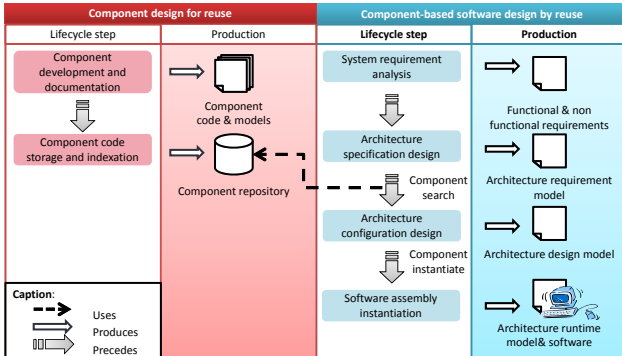 Component design for reuse
Component-based software design by reuse
Lifecycle step
Production
Lifecycle step
Production
Component
development and
documentation
Component
code & models
Component code
storage and indexation
Component repository
System requirement
analysis
Functional & non
functional requirements
Architecture
specification design
Architecture requirement
model
Component
search
Architecture
configuration design
Architecture design model
Component
instantiate
Software assembly
instantiation
Architecture runtime
model& software
Caption:
Uses
Produces
Precedes